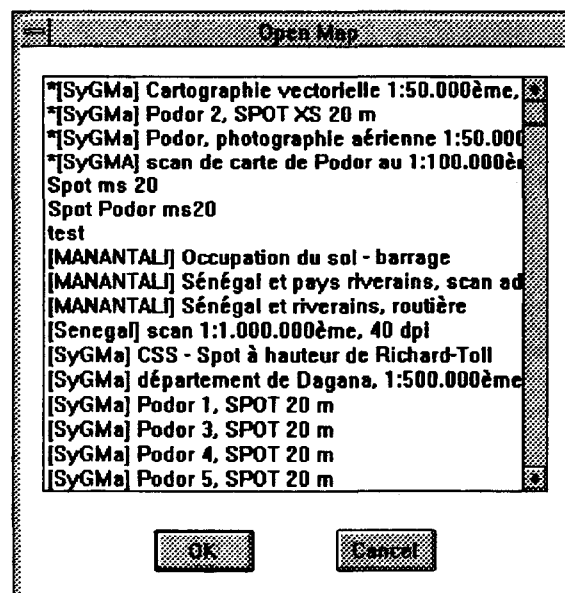 Open Map
*[SyGMa] Cartographie vectorielle 1:50.000ème,
*[SyGMa] Podor 2, SPOT XS 20 m
*[SyGMa] Podor, photographie aérienne 1:50.000
*[SyGMA] scan de carte de Podor au 1:100.000è
Spot ms 20
Spot Podor ms20
test
[MANANTALI] Occupation du sol - barrage
[MANANTALI] Sénégal et pays riverains, scan ad
[MANANTALI] Sénégal et riverains, routière
[Senegal] scan 1:1.000.000ème, 40 dpi
[SyGMa] CSS - Spot à hauteur de Richard-Toll
[SyGMa] département de Dagana, 1:500.000ème
[SyGMa] Podor 1, SPOT 20 m
[SyGMa] Podor 3, SPOT 20 m
[SyGMa] Podor 4, SPOT 20 m
[SyGMa] Podor 5, SPOT 20 m
OK Cancel